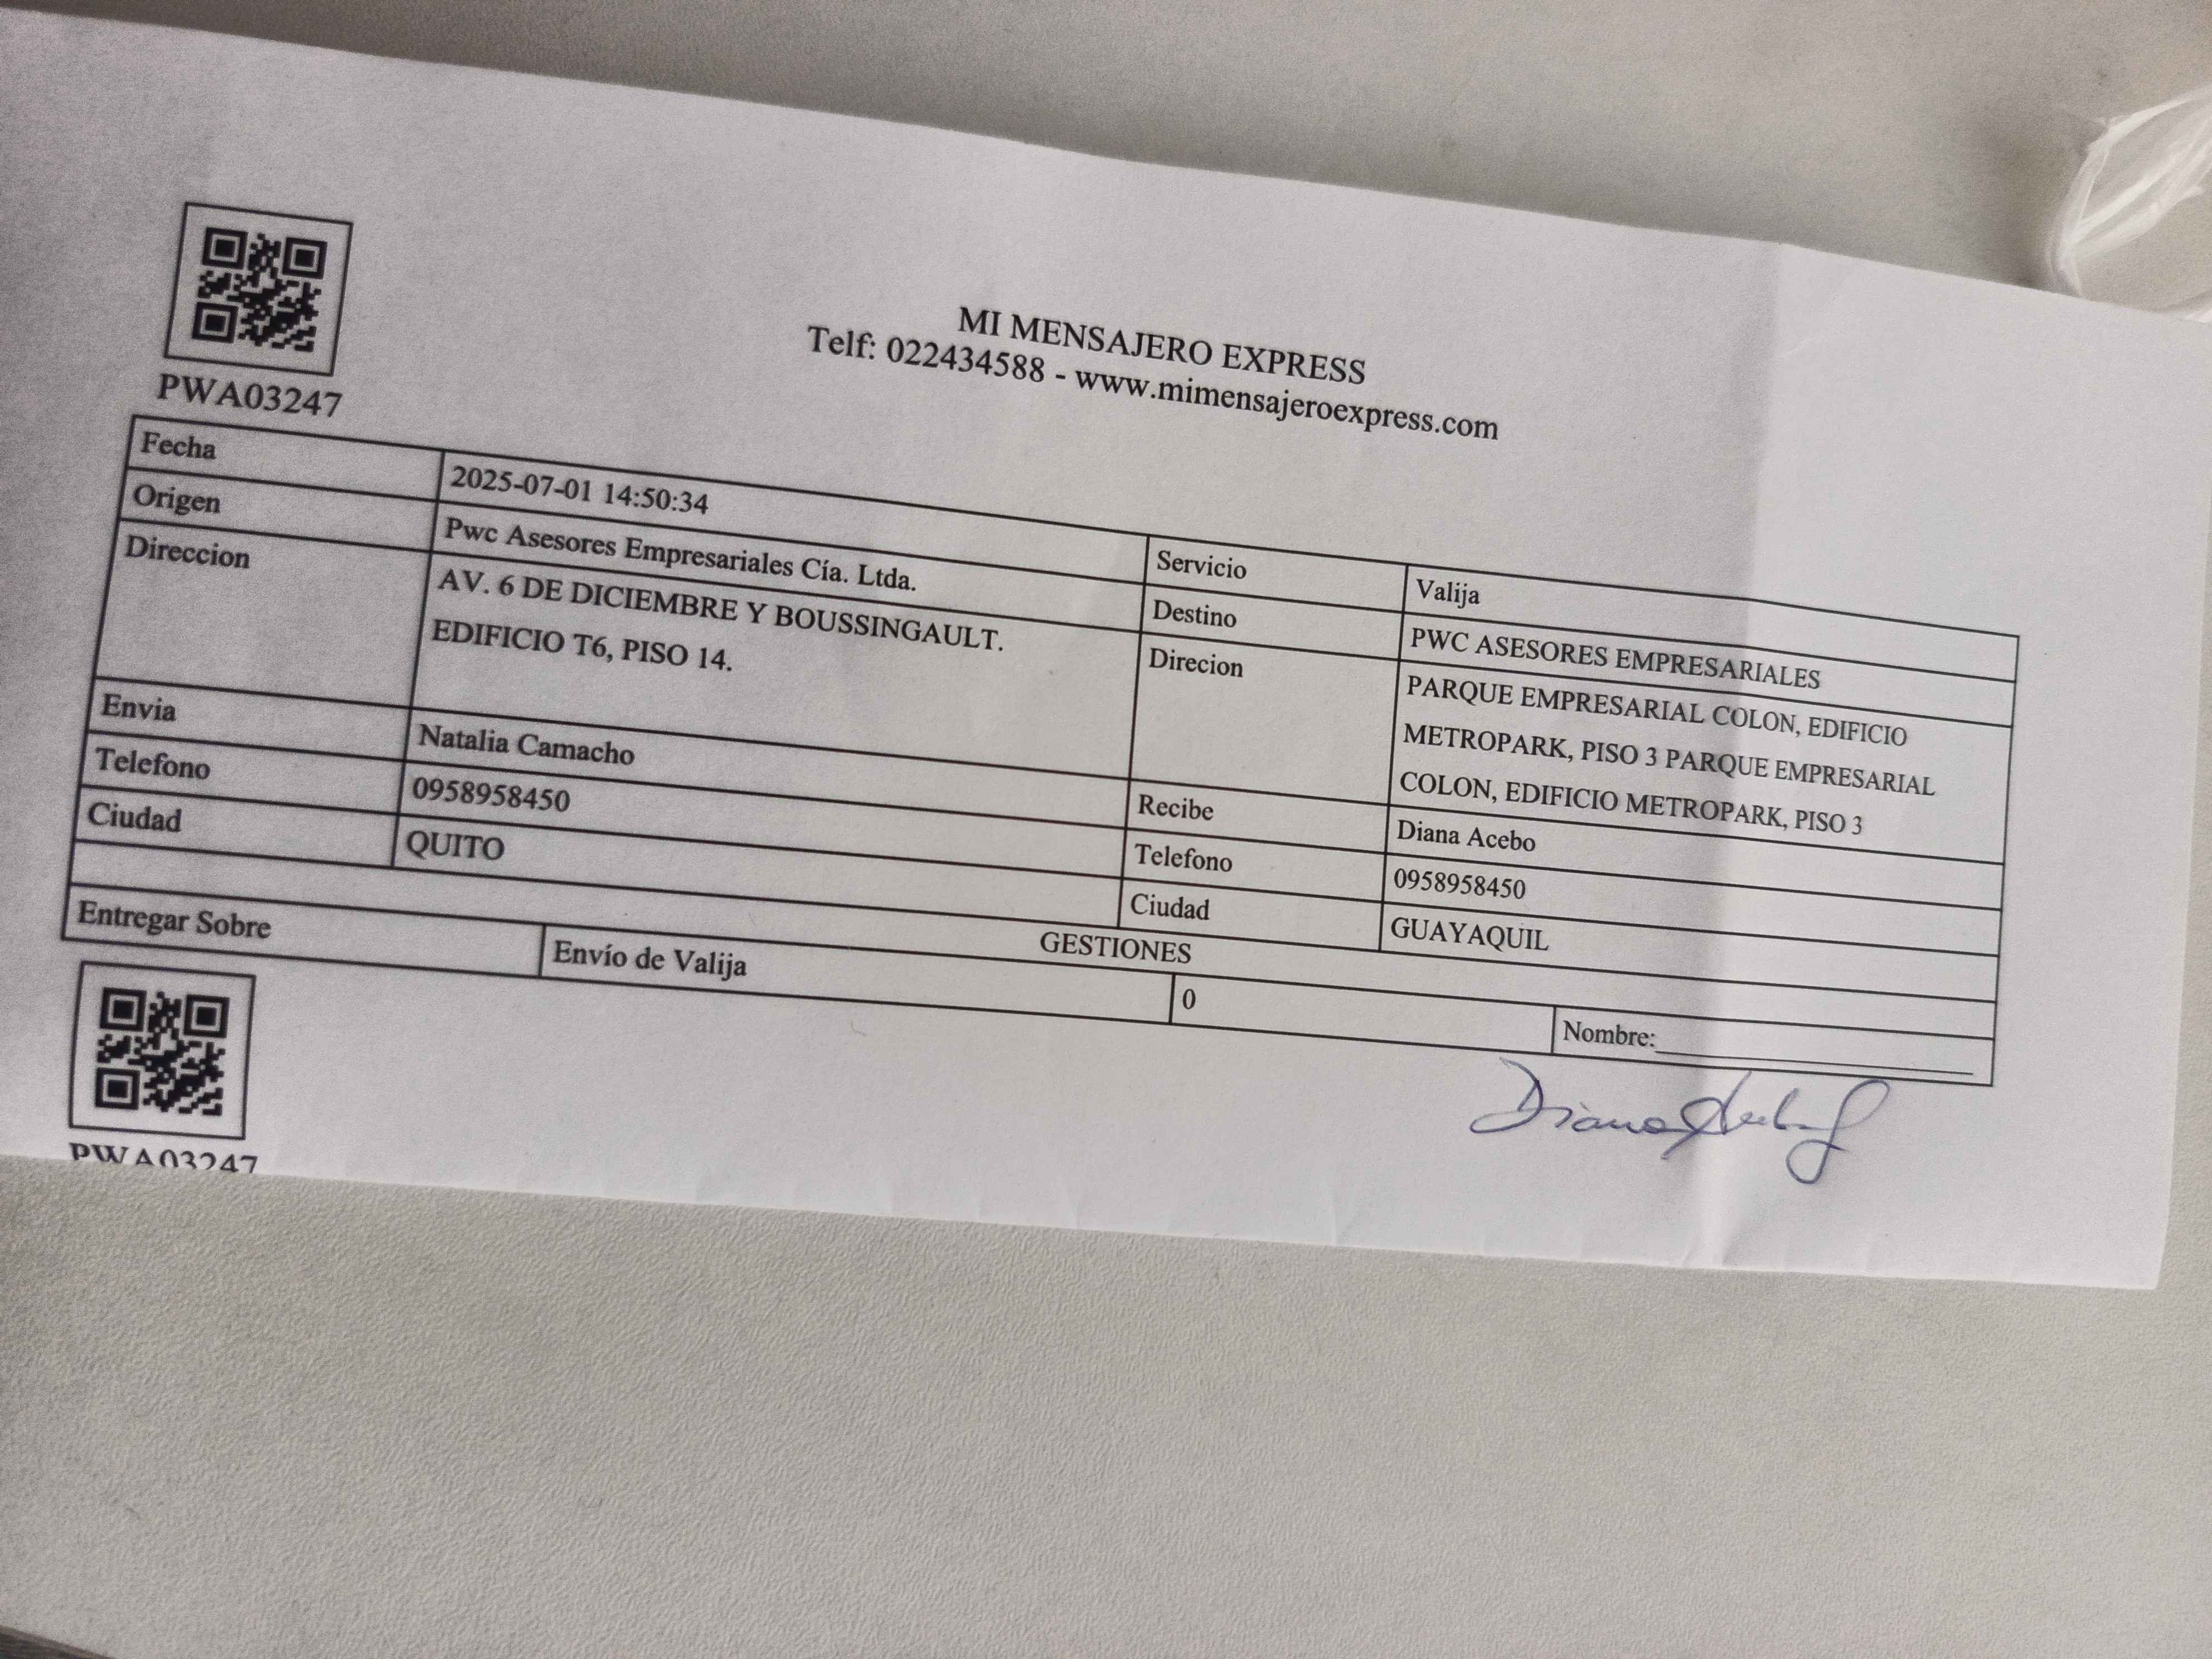 PWA03247
MI MENSAJERO EXPRESS
Telf: 022434588 - www.mimensajeroexpress.com
Fecha 2025-07-01 14:50:34 Servicio Valija
Origen Pwc Asesores Empresariales Cía. Ltda. Destino PWC ASESORES EMPRESARIALES
Direccion AV. 6 DE DICIEMBRE Y BOUSSINGAULT. Direcion PARQUE EMPRESARIAL COLON, EDIFICIO
EDIFICIO T6, PISO 14. METROPARK, PISO 3 PARQUE EMPRESARIAL
COLON, EDIFICIO METROPARK, PISO 3
Envia Natalia Camacho Recibe Diana Acebo
Telefono 0958958450 Telefono 0958958450
Ciudad QUITO Ciudad GUAYAQUIL
GESTIONES
Entregar Sobre Envío de Valija 0 Nombre:
Diana Acebo
PWA03247